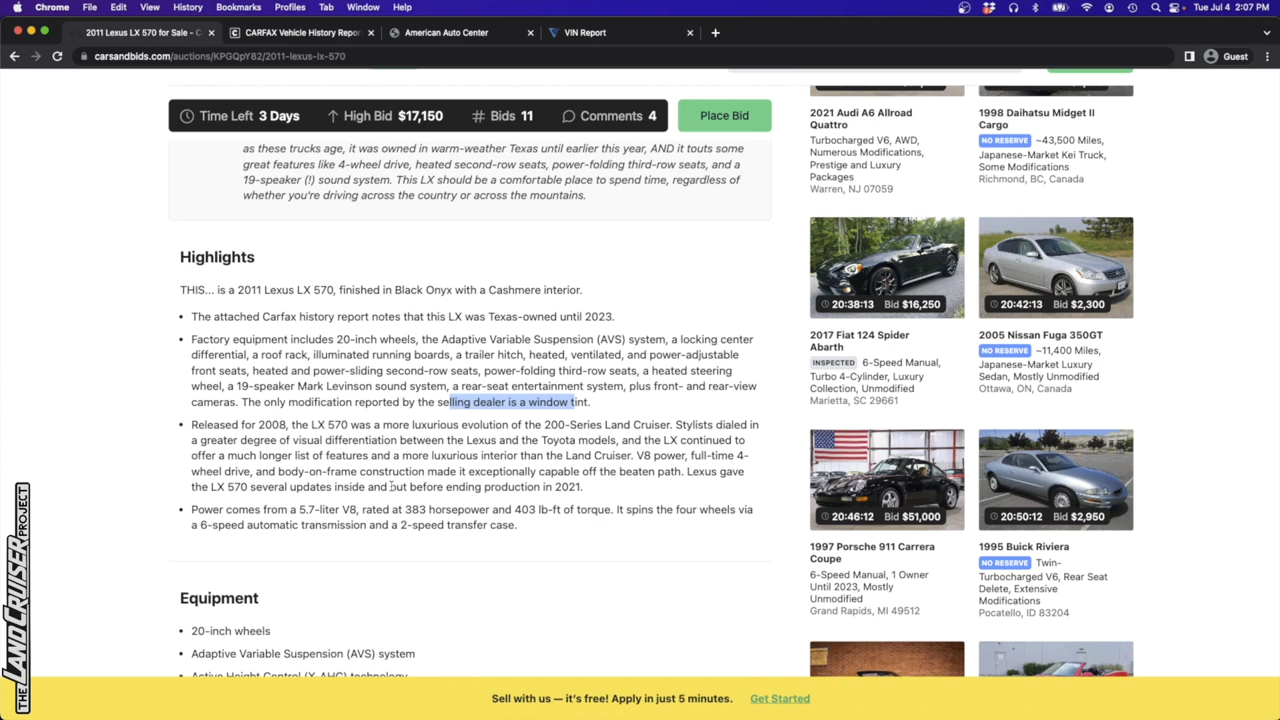 Chrome File Edit View History Bookmarks Profiles Tab Window Help
Tue Jul 4 2:07 PM
2011 Lexus LX 570 for Sale - C
CARFAX Vehicle History Repor
American Auto Center
VIN Report
carsandbids.com/auctions/KPGQpY82/2011-lexus-lx-570
Guest
Time Left 3 Days High Bid $17,150 # Bids 11 Comments 4
Place Bid
as these trucks age, it was owned in warm-weather Texas until earlier this year, AND it touts some
great features like 4-wheel drive, heated second-row seats, power-folding third-row seats, and a
19-speaker (!) soind system. This LX should be a comfortable place to spend time, regardless of
whether you're driving across the country or across the mountains.
Highlights
THIS... is a 2011 Lexus LX 570, finished in Black Onyx with a Cashmere interior.
• The attached Carfax history report notes that this LX was Texas-owned until 2023.
• Factory equipment includes 20-inch wheels, the Adaptive Variable Suspension (AVS) system, a locking center
differential, a roof rack, illuminated running boards, a trailer hitch, heated, ventilated, and power-adjustable
front seats, heated and power-sliding second-row seats, power-folding third-row seats, a heated steering
wheel, a 19-speaker Mark Levinson sound system, a rear-seat entertainment system, plus front- and rear-view
cameras. The only modification reported by the selling dealer is a window tint.
• Released for 2008, the LX 570 was a more luxurious evolution of the 200-Series Land Cruiser. Stylists dialed in
a greater degree of visual differentiation between the Lexus and the Toyota models, and the LX continued to
offer a much longer list of features and a more luxurious interior than the Land Cruiser. V8 power, full-time 4-
wheel drive, and body-on-frame construction made it exceptionally capable off the beaten path. Lexus gave
the LX 570 several updates inside and out before ending production in 2021.
• Power comes from a 5.7-liter V8, rated at 383 horsepower and 403 lb-ft of torque. It spins the four wheels via
a 6-speed automatic transmission and a 2-speed transfer case.
Equipment
• 20-inch wheels
• Adaptive Variable Suspension (AVS) system
• Active Height Control (X-AHC) technology
2021 Audi A6 Allroad
Quattro
Turbocharged V6, AWD,
Numerous Modifications,
Prestige and Luxury
Packages
Warren, NJ 07059
1998 Daihatsu Midget II
Cargo
NO RESERVE ~43,500 Miles,
Japanese-Market Kei Truck,
Some Modifications
Richmond, BC, Canada
20:38:13 Bid $16,250
2017 Fiat 124 Spider
Abarth
INSPECTED 6-Speed Manual,
Turbo 4-Cylinder, Luxury
Collection, Unmodified
Marietta, SC 29661
20:42:13 Bid $2,300
2005 Nissan Fuga 350GT
NO RESERVE ~11,400 Miles,
Japanese-Market Luxury
Sedan, Mostly Unmodified
Ottawa, ON, Canada
20:46:12 Bid $51,000
1997 Porsche 911 Carrera
Coupe
6-Speed Manual, 1 Owner
Until 2023, Mostly
Unmodified
Grand Rapids, MI 49512
20:50:12 Bid $2,950
1995 Buick Riviera
NO RESERVE Twin-
Turbocharged V6, Rear Seat
Delete, Extensive
Modifications
Pocatello, ID 83204
Sell with us — it's free! Apply in just 5 minutes. Get Started
THE LAND CRUISER PROJECT